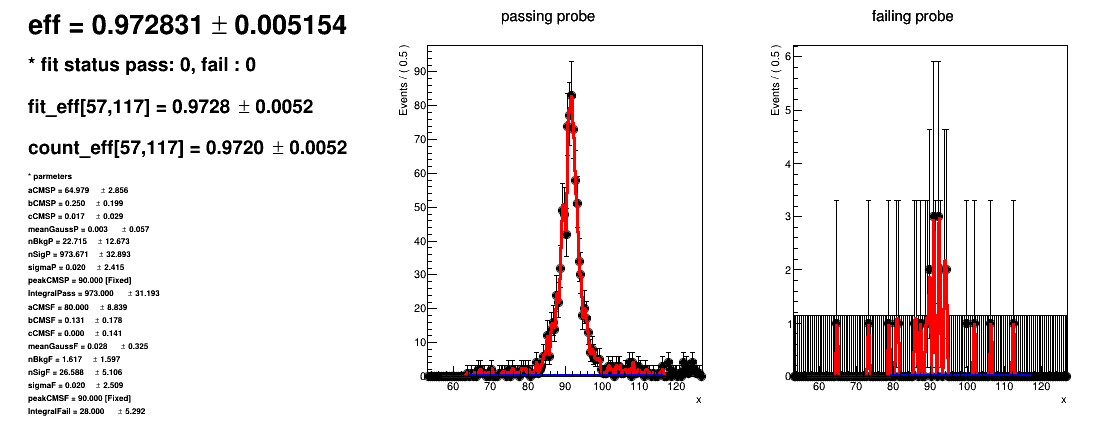 eff = 0.972831 ± 0.005154
* fit status pass: 0, fail : 0
fit_eff[57,117] = 0.9728 ± 0.0052
count_eff[57,117] = 0.9720 ± 0.0052
* parmeters
aCMSP = 64.979 ± 2.856
bCMSP = 0.250 ± 0.199
cCMSP = 0.017 ± 0.029
meanGaussP = 0.003 ± 0.057
nBkgP = 22.715 ± 12.673
nSigP = 973.671 ± 32.893
sigmaP = 0.020 ± 2.415
peakCMSP = 90.000 [Fixed]
IntegralPass = 973.000 ± 31.193
aCMSF = 80.000 ± 8.839
bCMSF = 0.131 ± 0.178
cCMSF = 0.000 ± 0.141
meanGaussF = 0.028 ± 0.325
nBkgF = 1.617 ± 1.597
nSigF = 26.588 ± 5.106
sigmaF = 0.020 ± 2.509
peakCMSF = 90.000 [Fixed]
IntegralFail = 28.000 ± 5.292
passing probe
Events / ( 0.5 )
90
80
70
60
50
40
30
20
10
0
60 70 80 90 100 110 120
x
failing probe
Events / ( 0.5 )
6
5
4
3
2
1
0
60 70 80 90 100 110 120
x